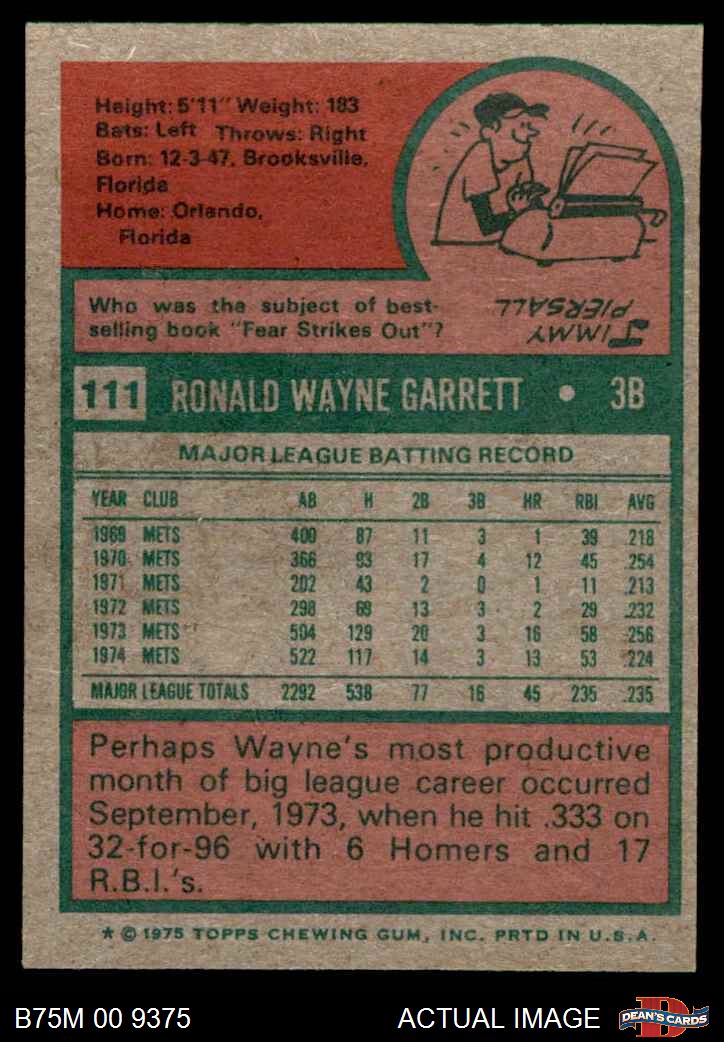 Height: 5'11" Weight: 183
Bats: Left Throws: Right
Born: 12-3-47, Brooksville,
Florida
Home: Orlando,
Florida
Who was the subject of best-
selling book "Fear Strikes Out"?
JIMMY
PIERSALL
111 RONALD WAYNE GARRETT • 3B
MAJOR LEAGUE BATTING RECORD
YEAR CLUB AB H 2B 3B HR RBI AVG
1969 METS 400 87 11 3 1 39 .218
1970 METS 366 93 17 4 12 45 .254
1971 METS 202 43 2 0 1 11 .213
1972 METS 298 69 13 3 2 29 .232
1973 METS 504 129 20 3 16 58 .256
1974 METS 522 117 14 3 13 53 .224
MAJOR LEAGUE TOTALS 2292 538 77 16 45 235 .235
Perhaps Wayne's most productive
month of big league career occurred
September, 1973, when he hit .333 on
32-for-96 with 6 Homers and 17
R.B.I.'s.
* © 1975 TOPPS CHEWING GUM, INC. PRTD IN U.S.A.
B75M 00 9375 ACTUAL IMAGE D DEAN'S CARDS